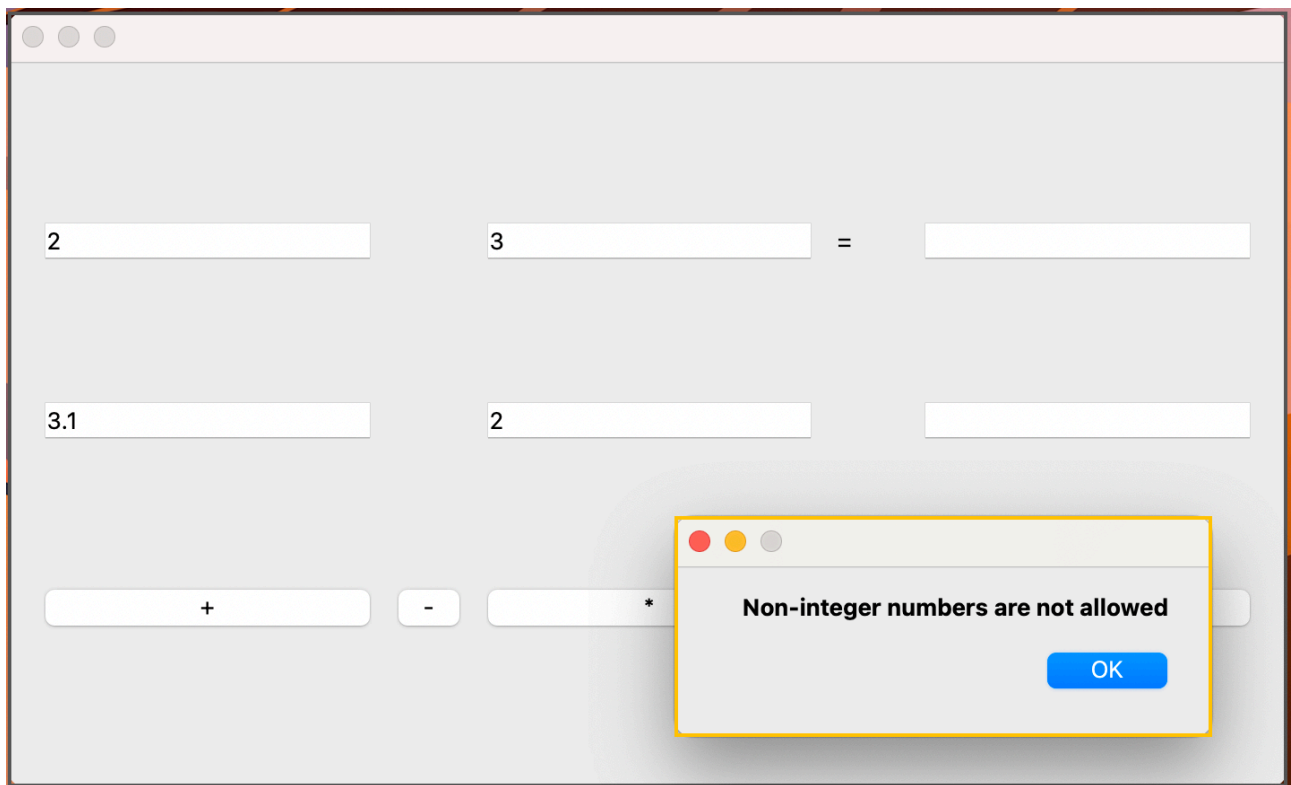 2 3 =
3.1 2
+ - *
Non-integer numbers are not allowed
OK